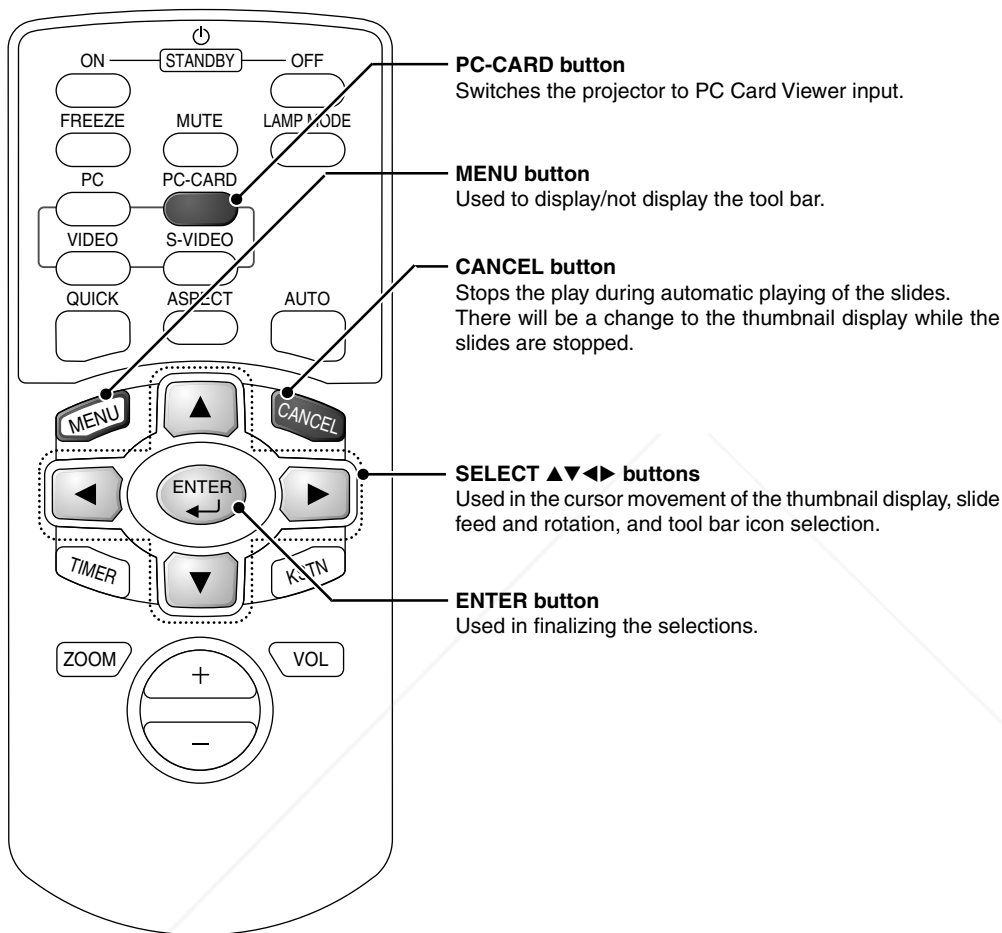 ON STANDBY OFF
FREEZE MUTE LAMP MODE
PC PC-CARD
VIDEO S-VIDEO
QUICK ASPECT AUTO
MENU CANCEL
▲
◀ ENTER ▶
▼
TIMER KSTN
ZOOM + VOL
−
PC-CARD button
Switches the projector to PC Card Viewer input.
MENU button
Used to display/not display the tool bar.
CANCEL button
Stops the play during automatic playing of the slides.
There will be a change to the thumbnail display while the
slides are stopped.
SELECT ▲▼◀▶ buttons
Used in the cursor movement of the thumbnail display, slide
feed and rotation, and tool bar icon selection.
ENTER button
Used in finalizing the selections.